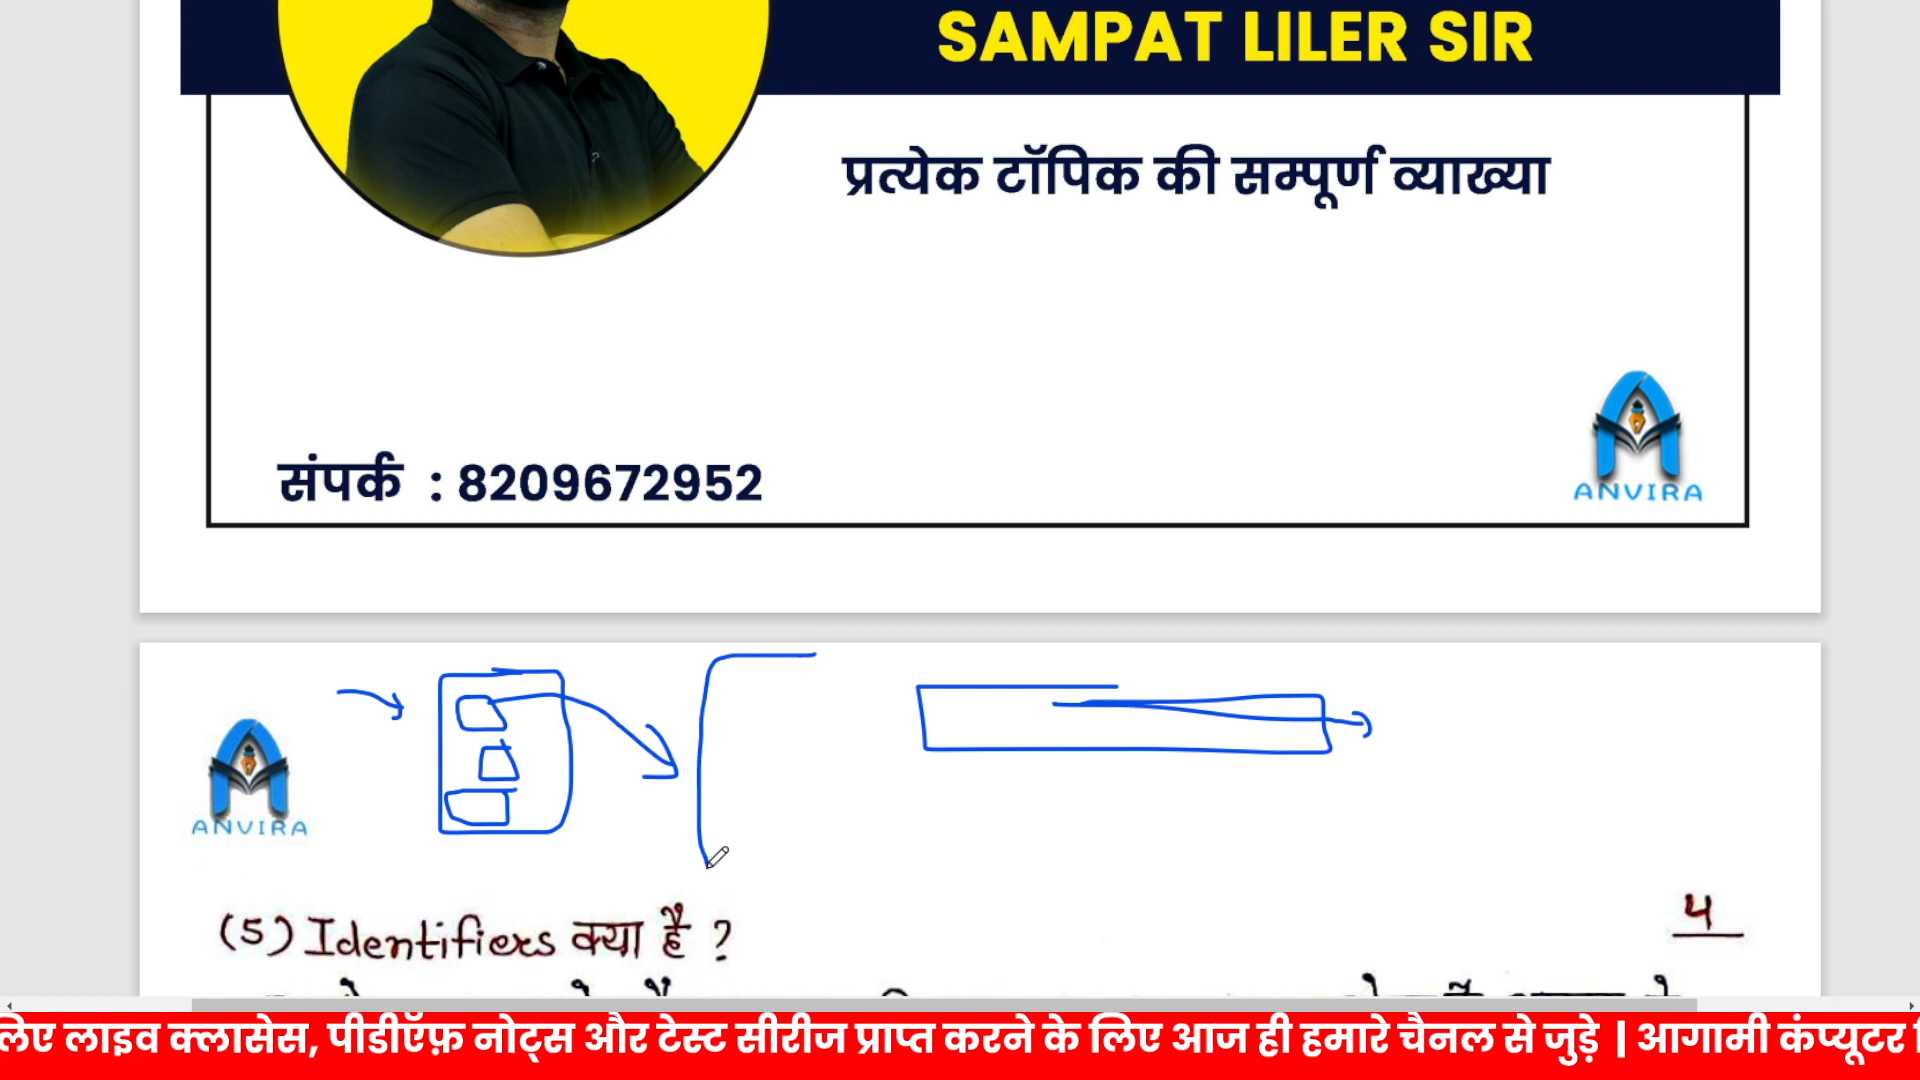 SAMPAT LILER SIR
प्रत्येक टॉपिक की सम्पूर्ण व्याख्या
संपर्क : 8209672952
ANVIRA
ANVIRA
(5) Identifiers क्या है ?
4
लिए लाइव क्लासेस, पीडीऍफ़ नोट्स और टेस्ट सीरीज प्राप्त करने के लिए आज ही हमारे चैनल से जुड़े | आगामी कंप्यूटर